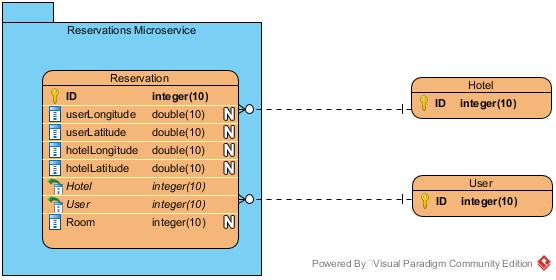 Reservations Microservice
Reservation
ID integer(10)
userLongitude double(10) N
userLatitude double(10) N
hotelLongitude double(10) N
hotelLatitude double(10) N
Hotel integer(10)
User integer(10)
Room integer(10) N
Hotel
ID integer(10)
User
ID integer(10)
Powered By Visual Paradigm Community Edition